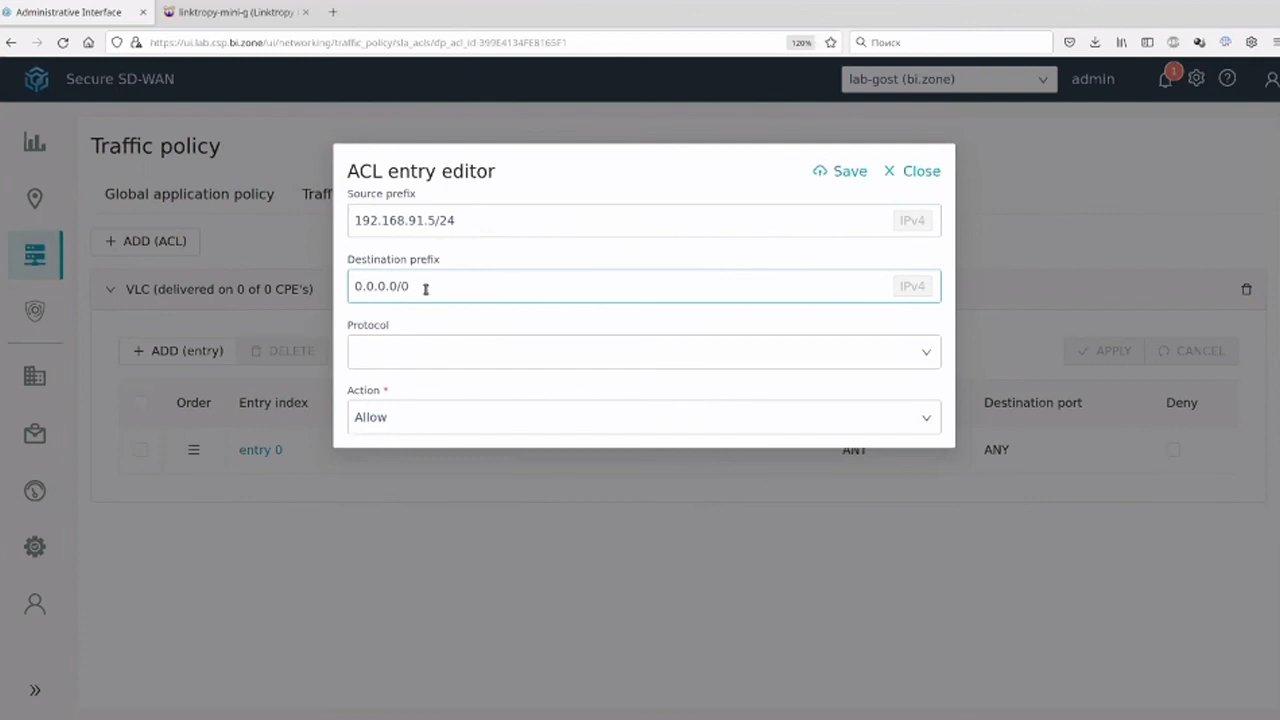 Administrative Interface
linktropy-mini-g (Linktropy
https://ui.lab.csp.bi.zone/ui/networking/traffic_policy/sla_acls/dp_acl_id-399E4134FE8165F1
120%
Поиск
Secure SD-WAN
lab-gost (bi.zone)
admin
1
Traffic policy
Global application policy
Traff
ADD (ACL)
VLC (delivered on 0 of 0 CPE's)
ADD (entry)
DELETE
APPLY
CANCEL
Order
Entry index
Destination port
Deny
entry 0
ANY
ANY
ACL entry editor
Save
Close
Source prefix
192.168.91.5/24
IPv4
Destination prefix
0.0.0.0/0
IPv4
Protocol
Action *
Allow